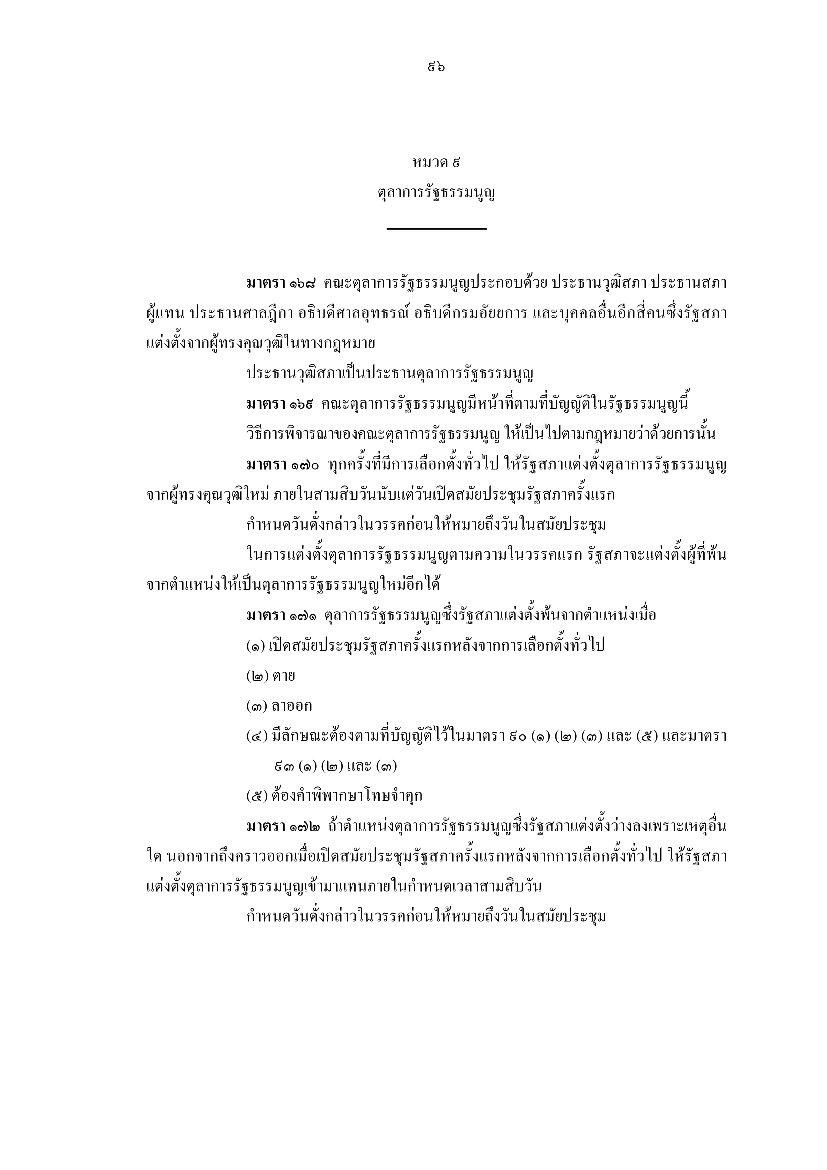 ๙๖
หมวด ๙
ตุลาการรัฐธรรมนูญ
มาตรา ๑๖๘ คณะตุลาการรัฐธรรมนูญประกอบด้วย ประธานวุฒิสภา ประธานสภา
ผู้แทน ประธานศาลฎีกา อธิบดีศาลอุทธรณ์ อธิบดีกรมอัยยการ และบุคคลอื่นอีกสี่คนซึ่งรัฐสภา
แต่งตั้งจากผู้ทรงคุณวุฒิในทางกฎหมาย
ประธานวุฒิสภาเป็นประธานตุลาการรัฐธรรมนูญ
มาตรา ๑๖๙ คณะตุลาการรัฐธรรมนูญมีหน้าที่ตามที่บัญญัติในรัฐธรรมนูญนี้
วิธีการพิจารณาของคณะตุลาการรัฐธรรมนูญ ให้เป็นไปตามกฎหมายว่าด้วยการนั้น
มาตรา ๑๗๐ ทุกครั้งที่มีการเลือกตั้งทั่วไป ให้รัฐสภาแต่งตั้งตุลาการรัฐธรรมนูญ
จากผู้ทรงคุณวุฒิใหม่ ภายในสามสิบวันนับแต่วันเปิดสมัยประชุมรัฐสภาครั้งแรก
กำหนดวันดั่งกล่าวในวรรคก่อนให้หมายถึงวันในสมัยประชุม
ในการแต่งตั้งตุลาการรัฐธรรมนูญตามความในวรรคแรก รัฐสภาจะแต่งตั้งผู้ที่พ้น
จากตำแหน่งให้เป็นตุลาการรัฐธรรมนูญใหม่อีกได้
มาตรา ๑๗๑ ตุลาการรัฐธรรมนูญซึ่งรัฐสภาแต่งตั้งพ้นจากตำแหน่งเมื่อ
(๑) เปิดสมัยประชุมรัฐสภาครั้งแรกหลังจากการเลือกตั้งทั่วไป
(๒) ตาย
(๓) ลาออก
(๔) มีลักษณะต้องตามที่บัญญัติไว้ในมาตรา ๙๐ (๑) (๒) (๓) และ (๕) และมาตรา
๙๓ (๑) (๒) และ (๓)
(๕) ต้องคำพิพากษาโทษจำคุก
มาตรา ๑๗๒ ถ้าตำแหน่งตุลาการรัฐธรรมนูญซึ่งรัฐสภาแต่งตั้งว่างลงเพราะเหตุอื่น
ใด นอกจากถึงคราวออกเมื่อเปิดสมัยประชุมรัฐสภาครั้งแรกหลังจากการเลือกตั้งทั่วไป ให้รัฐสภา
แต่งตั้งตุลาการรัฐธรรมนูญเข้ามาแทนภายในกำหนดเวลาสามสิบวัน
กำหนดวันดั่งกล่าวในวรรคก่อนให้หมายถึงวันในสมัยประชุม